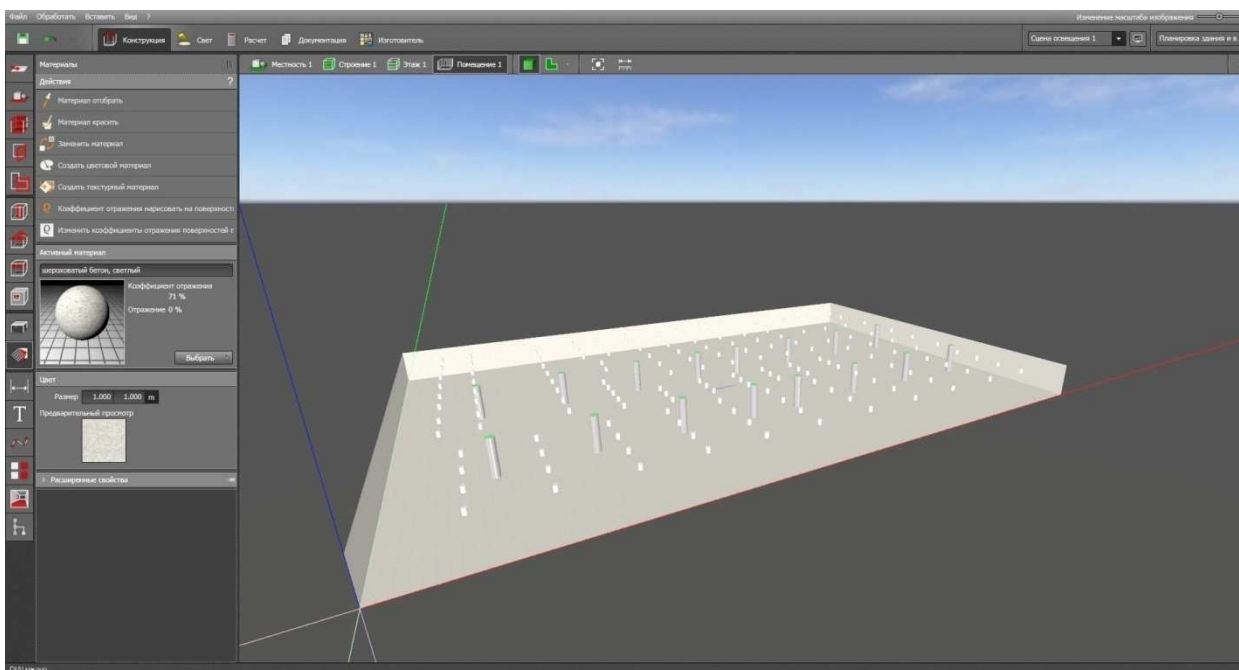 Файл Обработать Вставить Вид ?
Изменение масштаба изображения
Конструкция Свет Расчет Документация Изготовитель
Сцена освещения 1
Планировка здания и в
Материалы
Местность 1 Строение 1 Этаж 1 Помещение 1
Действия ?
Материал отобрать
Материал красить
Заменить материал
Создать цветовой материал
Создать текстурный материал
Коэффициент отражения нарисовать на поверхности
Изменить коэффициенты отражения поверхностей г
Активный материал
шероховатый бетон, светлый
Коэффициент отражения
71 %
Отражение 0 %
Выбрать
Цвет
Размер 1.000 1.000 m
T
Предварительный просмотр
Расширенные свойства